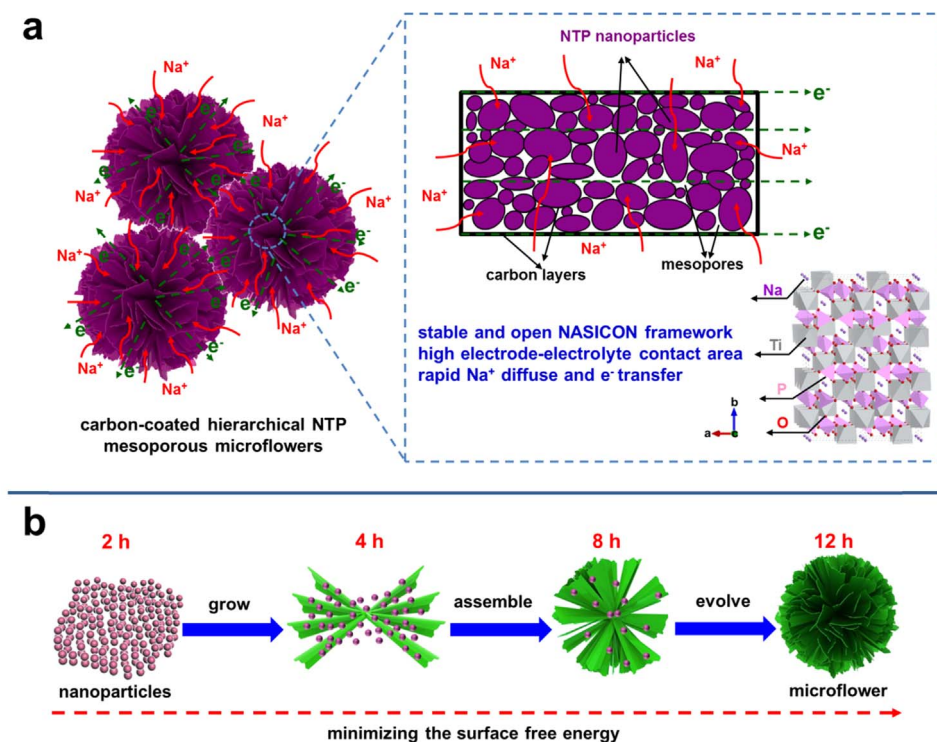 a
Na⁺
e⁻
Na⁺
e⁻
Na⁺
Na⁺
e⁻
Na⁺
Na⁺
e⁻
e⁻
Na⁺
e⁻
Na⁺
e⁻
e⁻
Na⁺
carbon-coated hierarchical NTP
mesoporous microflowers
NTP nanoparticles
Na⁺
Na⁺
Na⁺
e⁻
Na⁺
Na⁺
Na⁺
e⁻
carbon layers
mesopores
stable and open NASICON framework
high electrode-electrolyte contact area
rapid Na⁺ diffuse and e⁻ transfer
Na
Ti
P
O
b
a
c
b
2 h
4 h
8 h
12 h
grow
assemble
evolve
nanoparticles
microflower
minimizing the surface free energy